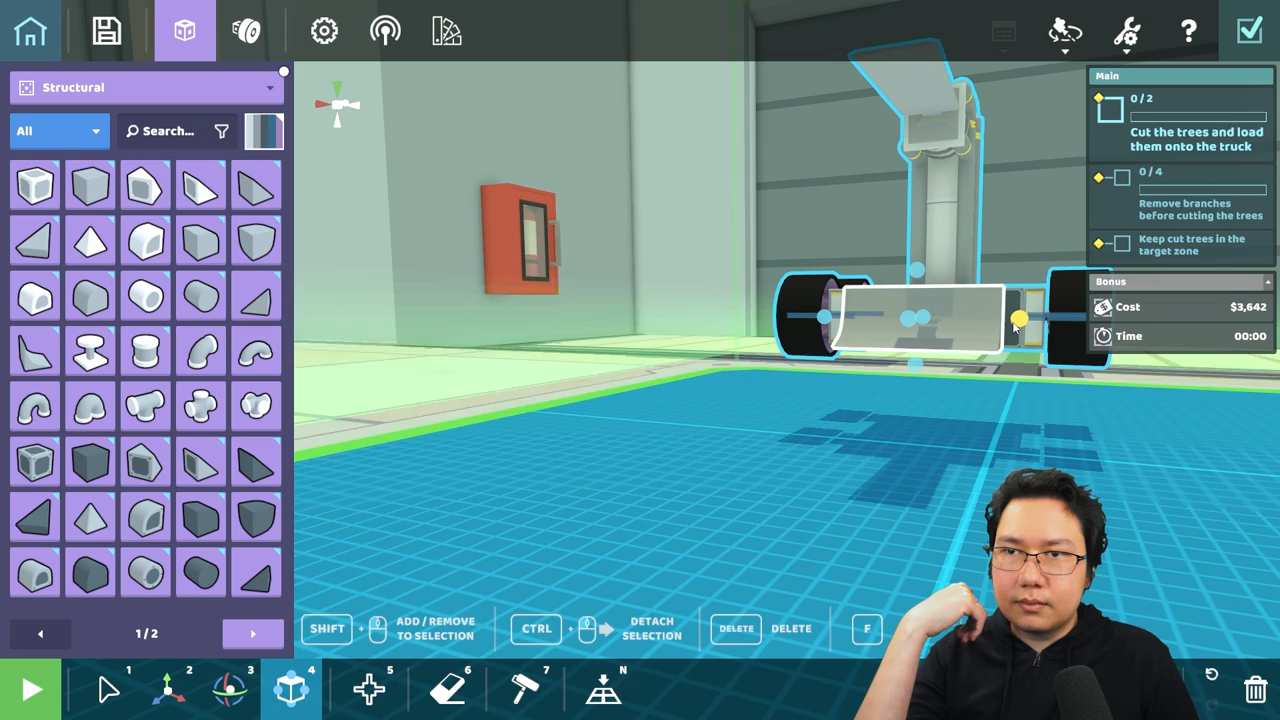 Structural
All
Search...
1/2
Main
0 / 2
Cut the trees and load
them onto the truck
0 / 4
Remove branches
before cutting the trees
Keep cut trees in the
target zone
Bonus
Cost
$3,642
Time
00:00
SHIFT
+
ADD / REMOVE
TO SELECTION
CTRL
+
DETACH
SELECTION
DELETE
DELETE
F
1
2
3
4
5
6
7
N
?